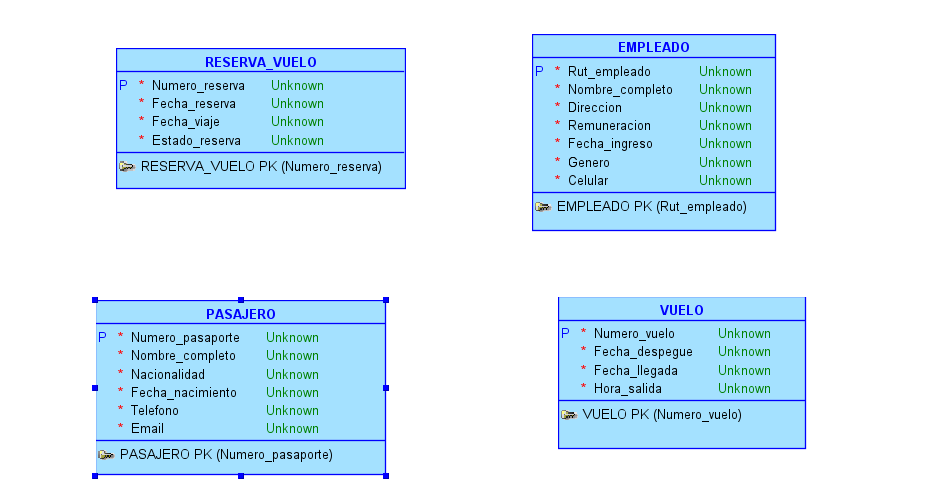 RESERVA_VUELO
P * Numero_reserva Unknown
* Fecha_reserva Unknown
* Fecha_viaje Unknown
* Estado_reserva Unknown
RESERVA_VUELO PK (Numero_reserva)
EMPLEADO
P * Rut_empleado Unknown
* Nombre_completo Unknown
* Direccion Unknown
* Remuneracion Unknown
* Fecha_ingreso Unknown
* Genero Unknown
* Celular Unknown
EMPLEADO PK (Rut_empleado)
PASAJERO
P * Numero_pasaporte Unknown
* Nombre_completo Unknown
* Nacionalidad Unknown
* Fecha_nacimiento Unknown
* Telefono Unknown
* Email Unknown
PASAJERO PK (Numero_pasaporte)
VUELO
P * Numero_vuelo Unknown
* Fecha_despegue Unknown
* Fecha_llegada Unknown
* Hora_salida Unknown
VUELO PK (Numero_vuelo)